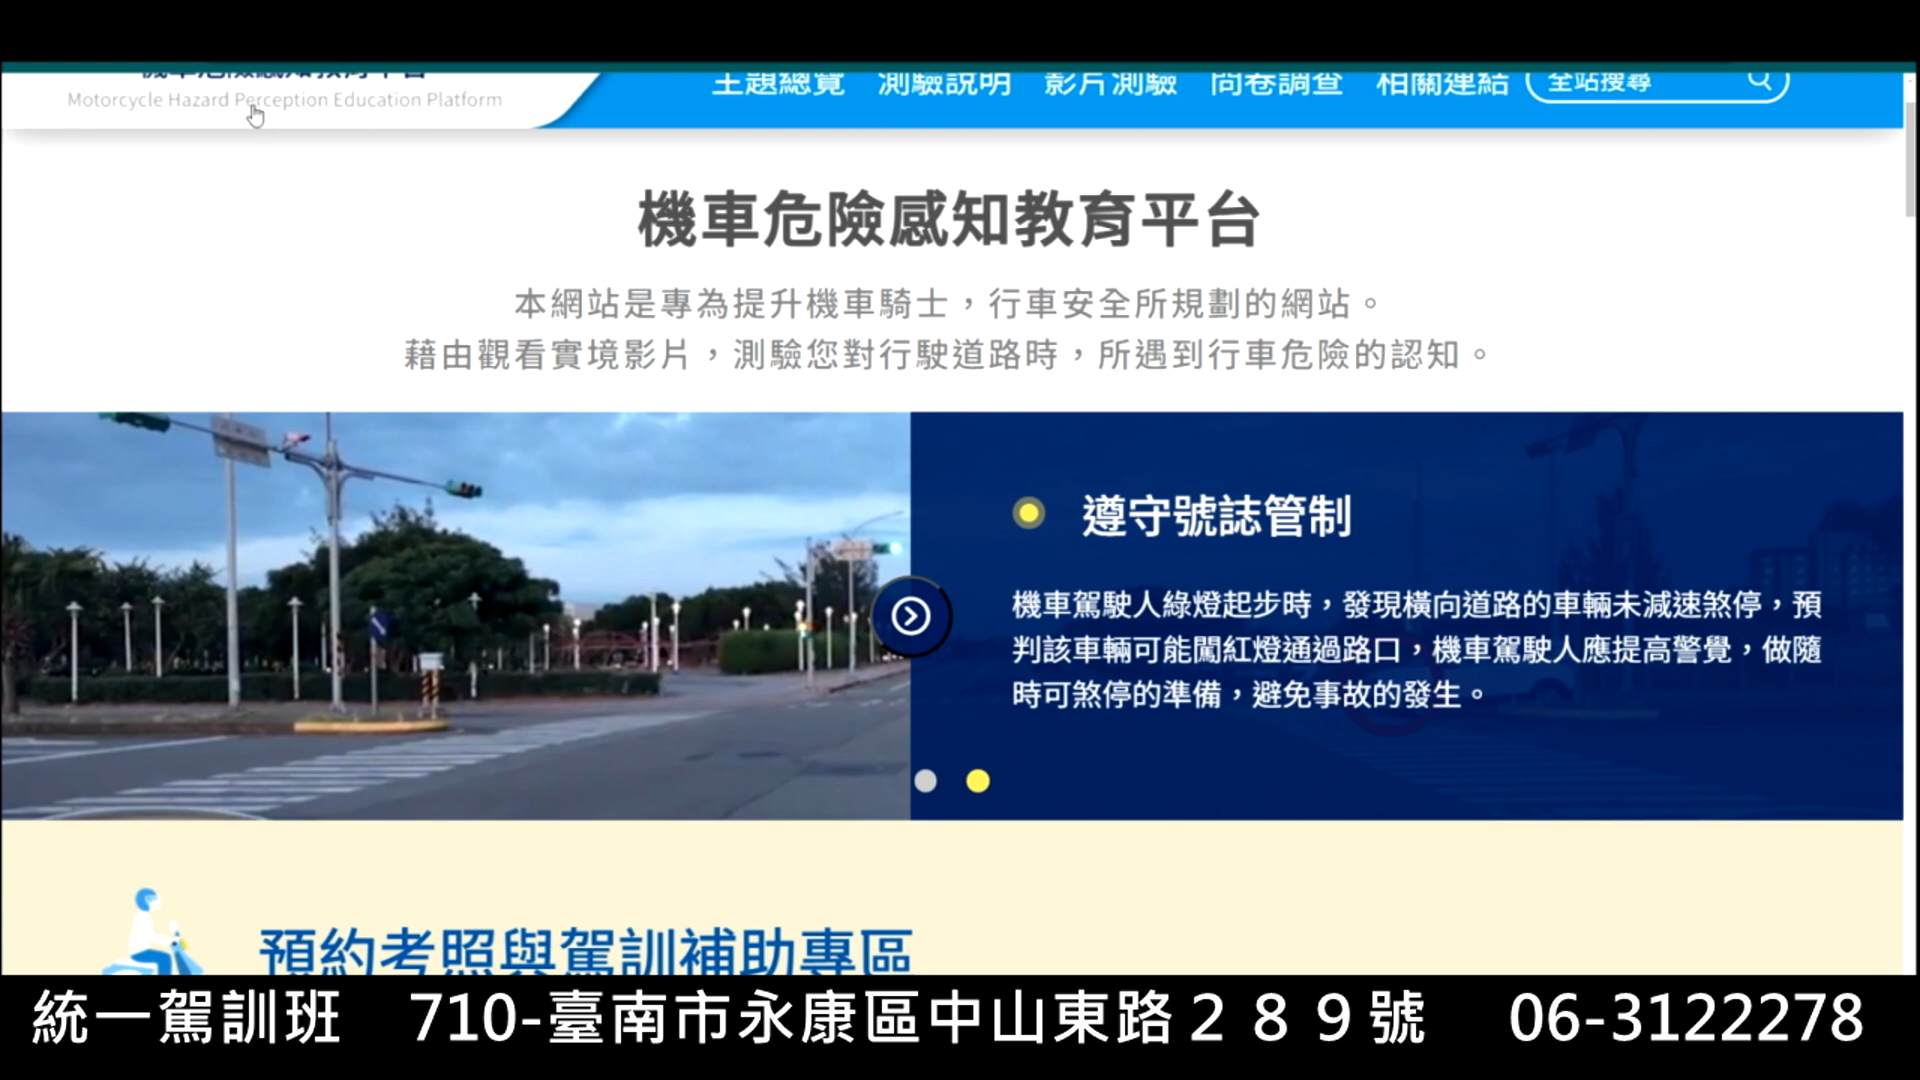 機車危險感知教育平台
Motorcycle Hazard Perception Education Platform
主題總覽 測驗說明 影片測驗 問卷調查 相關連結 全站搜尋
機車危險感知教育平台
本網站是專為提升機車騎士，行車安全所規劃的網站。
藉由觀看實境影片，測驗您對行駛道路時，所遇到行車危險的認知。
遵守號誌管制
機車駕駛人綠燈起步時，發現橫向道路的車輛未減速煞停，預
判該車輛可能闖紅燈通過路口，機車駕駛人應提高警覺，做隨
時可煞停的準備，避免事故的發生。
預約考照與駕訓補助專區
統一駕訓班 710-臺南市永康區中山東路２８９號 06-3122278